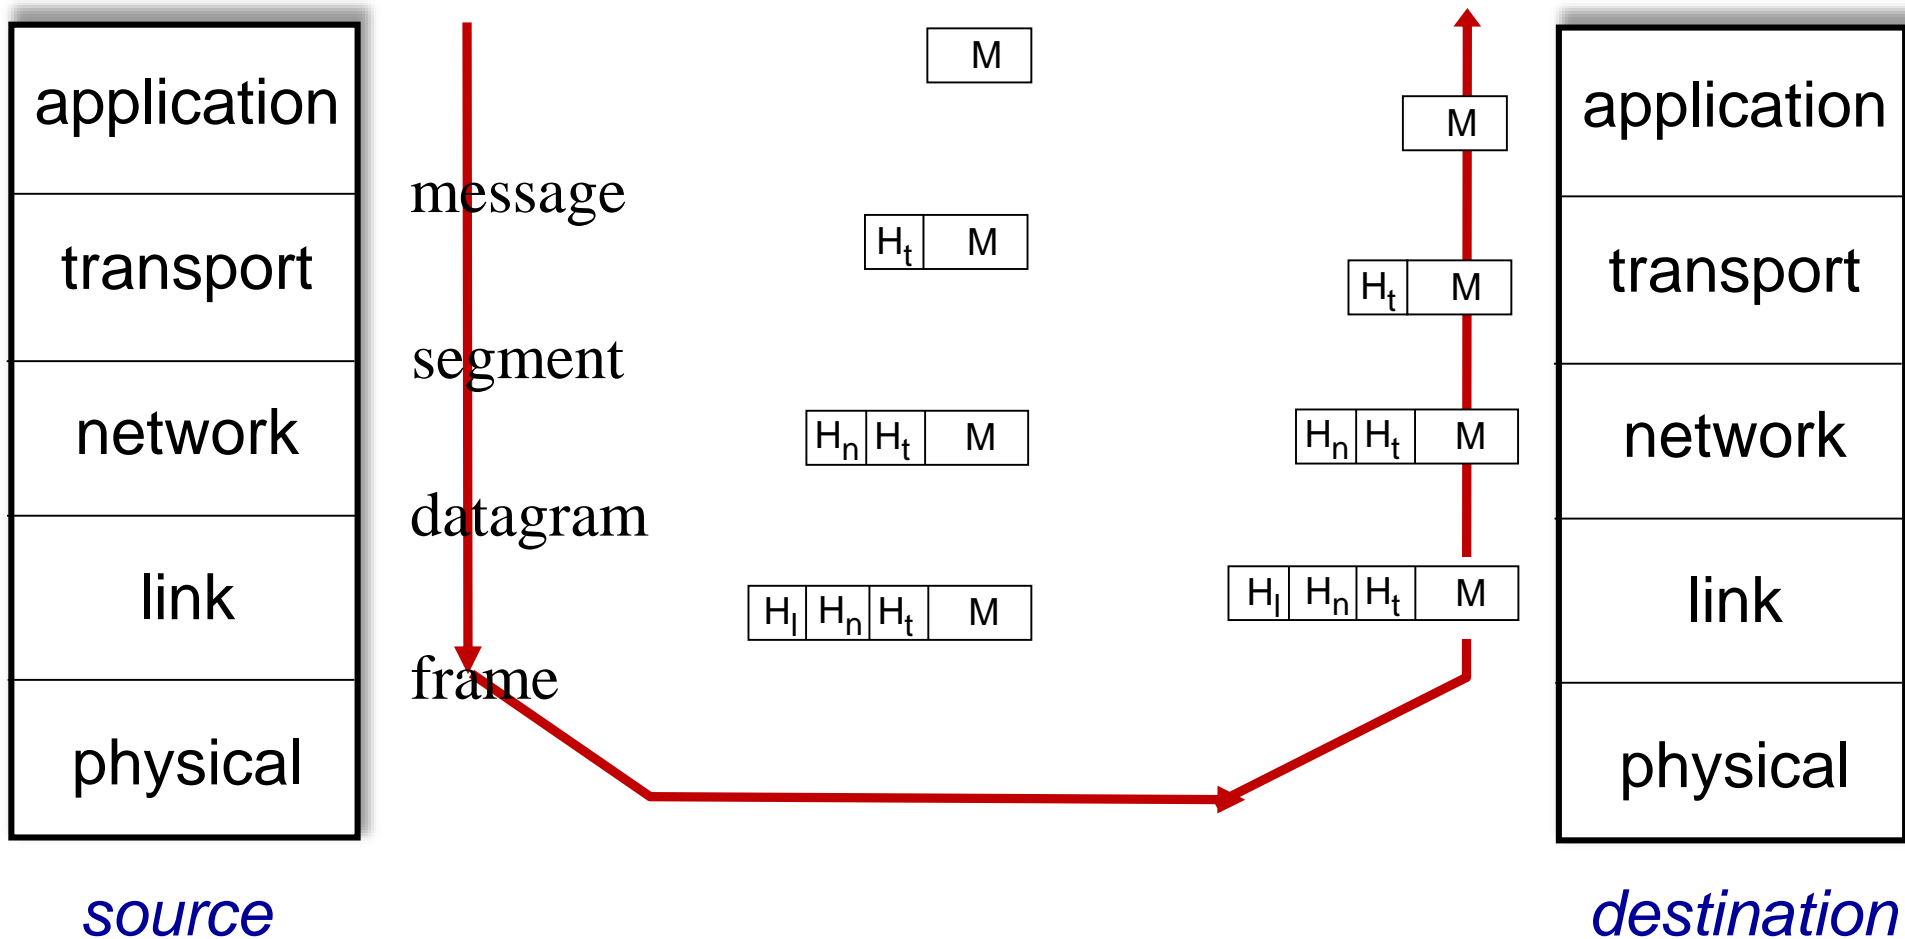 application
transport
network
link
physical
source
message
segment
datagram
frame
M
Ht M
Hn Ht M
Hl Hn Ht M
M
Ht M
Hn Ht M
Hl Hn Ht M
application
transport
network
link
physical
destination